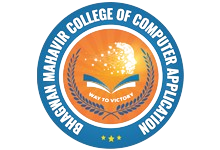 BHAGWAN MAHAVIR COLLEGE OF COMPUTER APPLICATION
WAY TO VICTORY